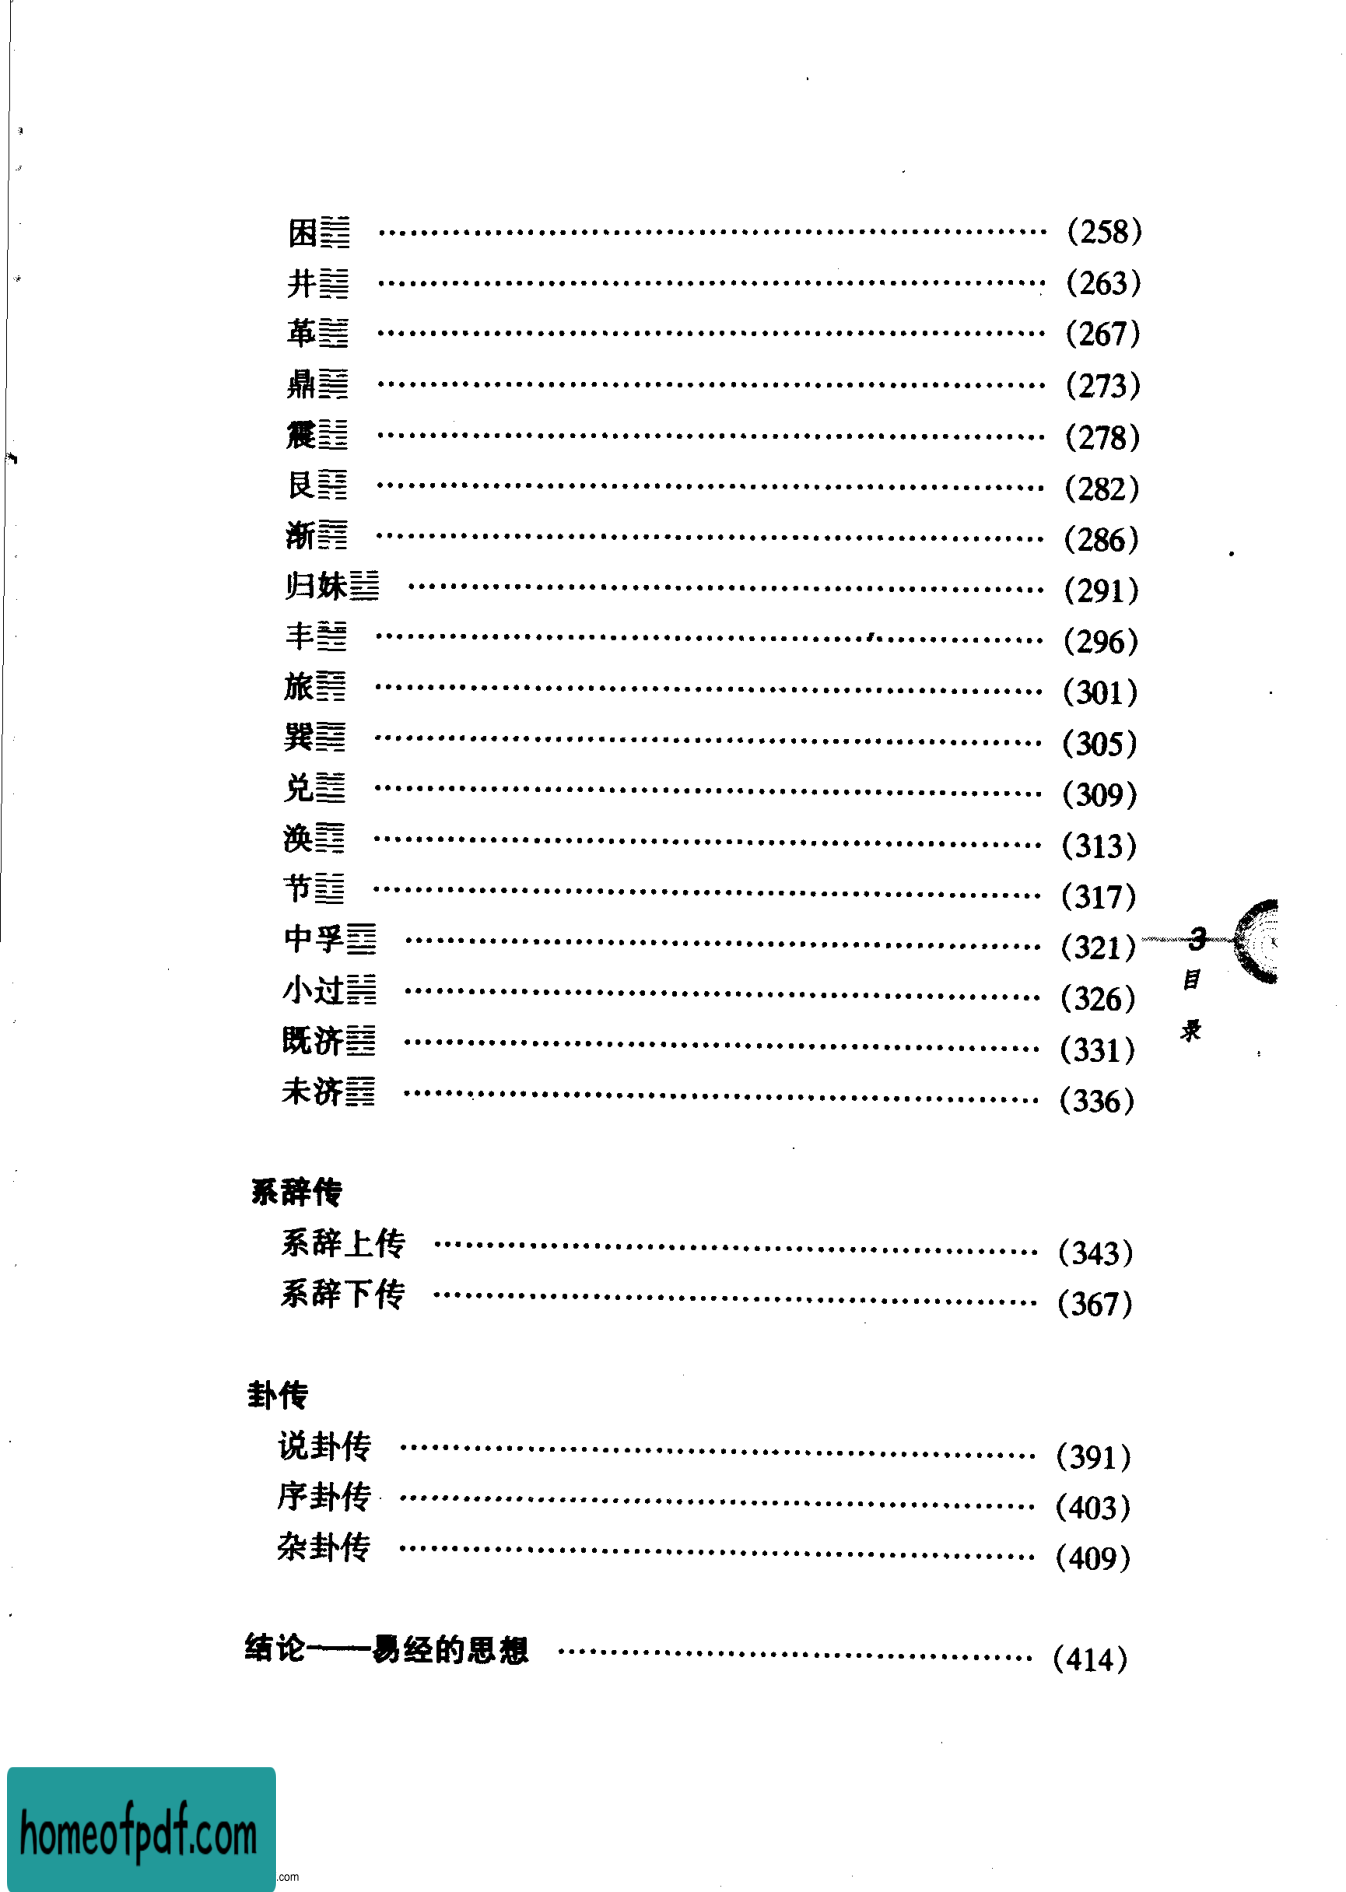 困䷮ …………………………………………………… (258)
井䷯ …………………………………………………… (263)
革䷰ …………………………………………………… (267)
鼎䷱ …………………………………………………… (273)
震䷲ …………………………………………………… (278)
艮䷳ …………………………………………………… (282)
渐䷴ …………………………………………………… (286)
归妹䷵ ………………………………………………… (291)
丰䷶ …………………………………………………… (296)
旅䷷ …………………………………………………… (301)
巽䷸ …………………………………………………… (305)
兑䷹ …………………………………………………… (309)
涣䷺ …………………………………………………… (313)
节䷻ …………………………………………………… (317)
中孚䷼ ………………………………………………… (321)
小过䷽ ………………………………………………… (326)
既济䷾ ………………………………………………… (331)
未济䷿ ………………………………………………… (336)
系辞传
系辞上传 ……………………………………………… (343)
系辞下传 ……………………………………………… (367)
卦传
说卦传 ………………………………………………… (391)
序卦传 ………………………………………………… (403)
杂卦传 ………………………………………………… (409)
结论——易经的思想 …………………………………… (414)
3
目
录
homeofpdf.com
.com